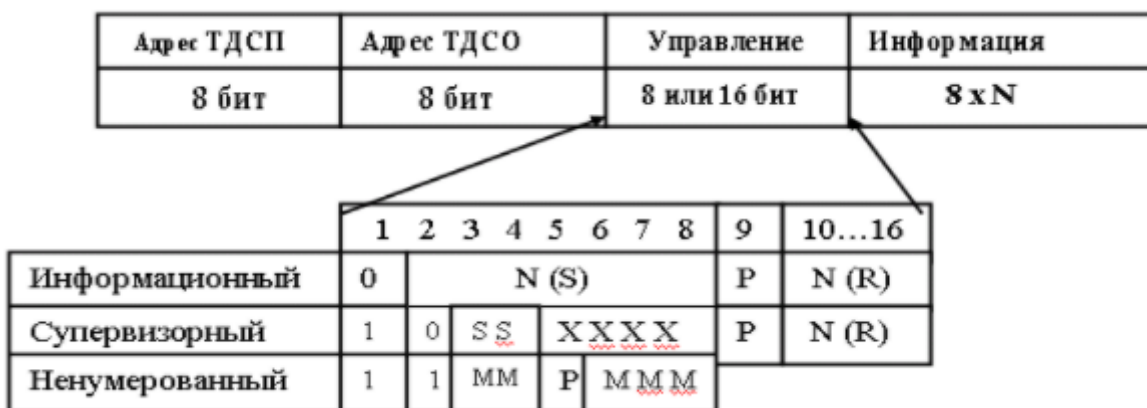 Адрес ТДСП Адрес ТДСО Управление Информация
8 бит 8 бит 8 или 16 бит 8 x N
1 2 3 4 5 6 7 8 9 10...16
Информационный 0 N (S) P N (R)
Супервизорный 1 0 S S X X X X P N (R)
Ненумерованный 1 1 MM P M M M